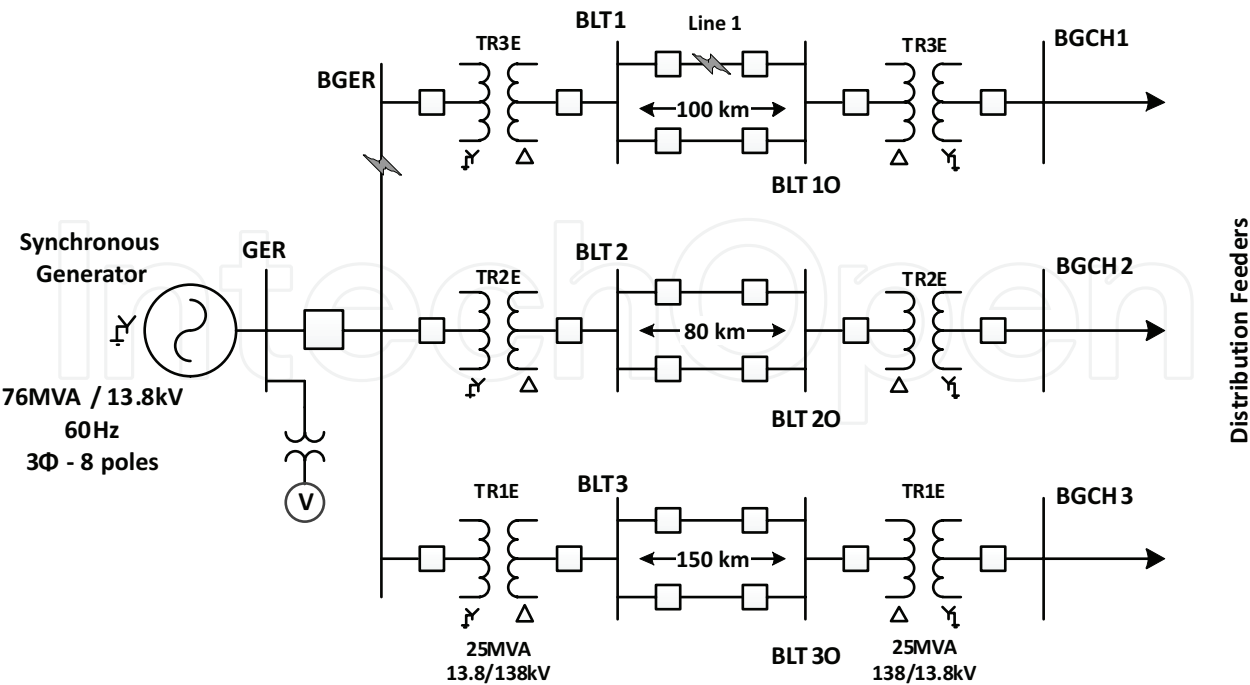 BLT1
Line 1
BGCH1
TR3E
TR3E
BGER
100 km
BLT 1O
Synchronous
Generator
GER
BLT 2
BGCH 2
TR2E
TR2E
80 km
BLT 2O
76MVA / 13.8kV
60Hz
3Φ - 8 poles
V
BLT3
BGCH 3
TR1E
TR1E
150 km
BLT 3O
25MVA
13.8/138kV
25MVA
138/13.8kV
Distribution Feeders
IntechOpen